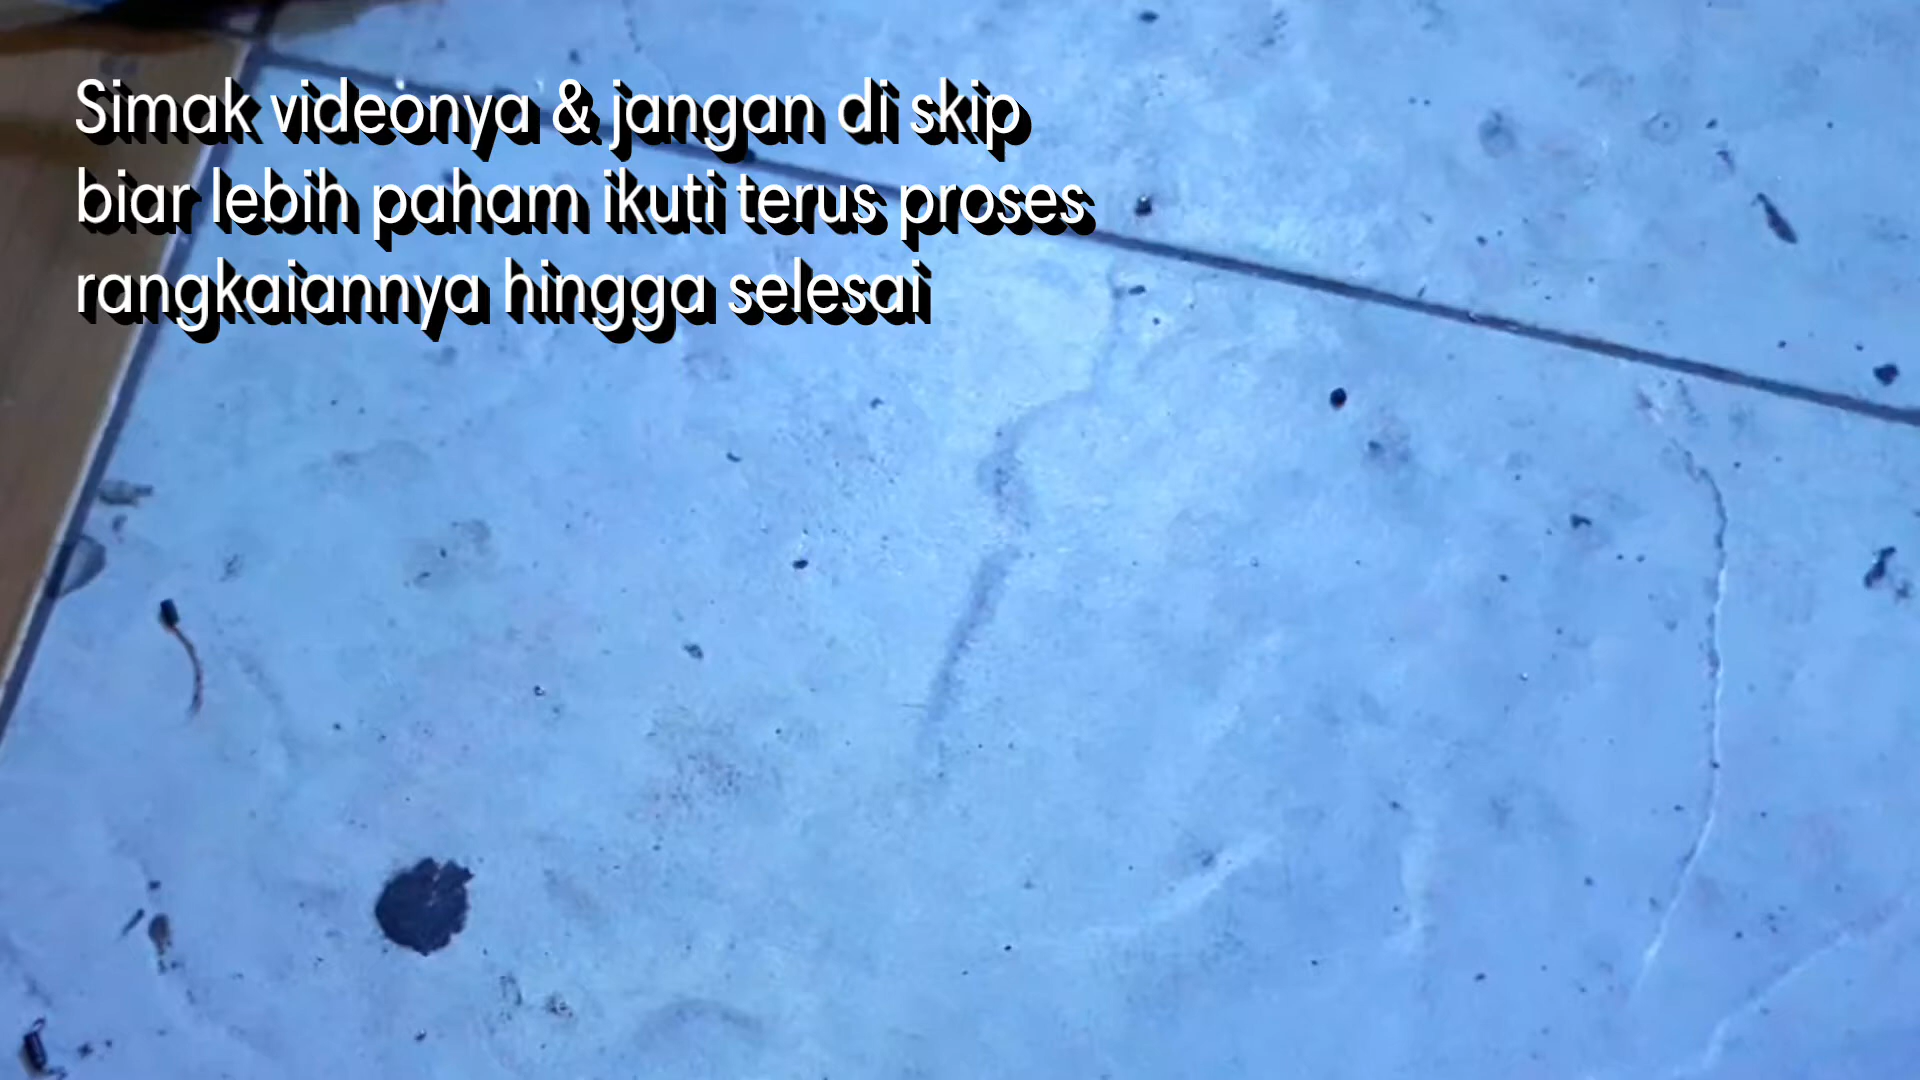 Simak videonya & jangan di skip
biar lebih paham ikuti terus proses
rangkaiannya hingga selesai